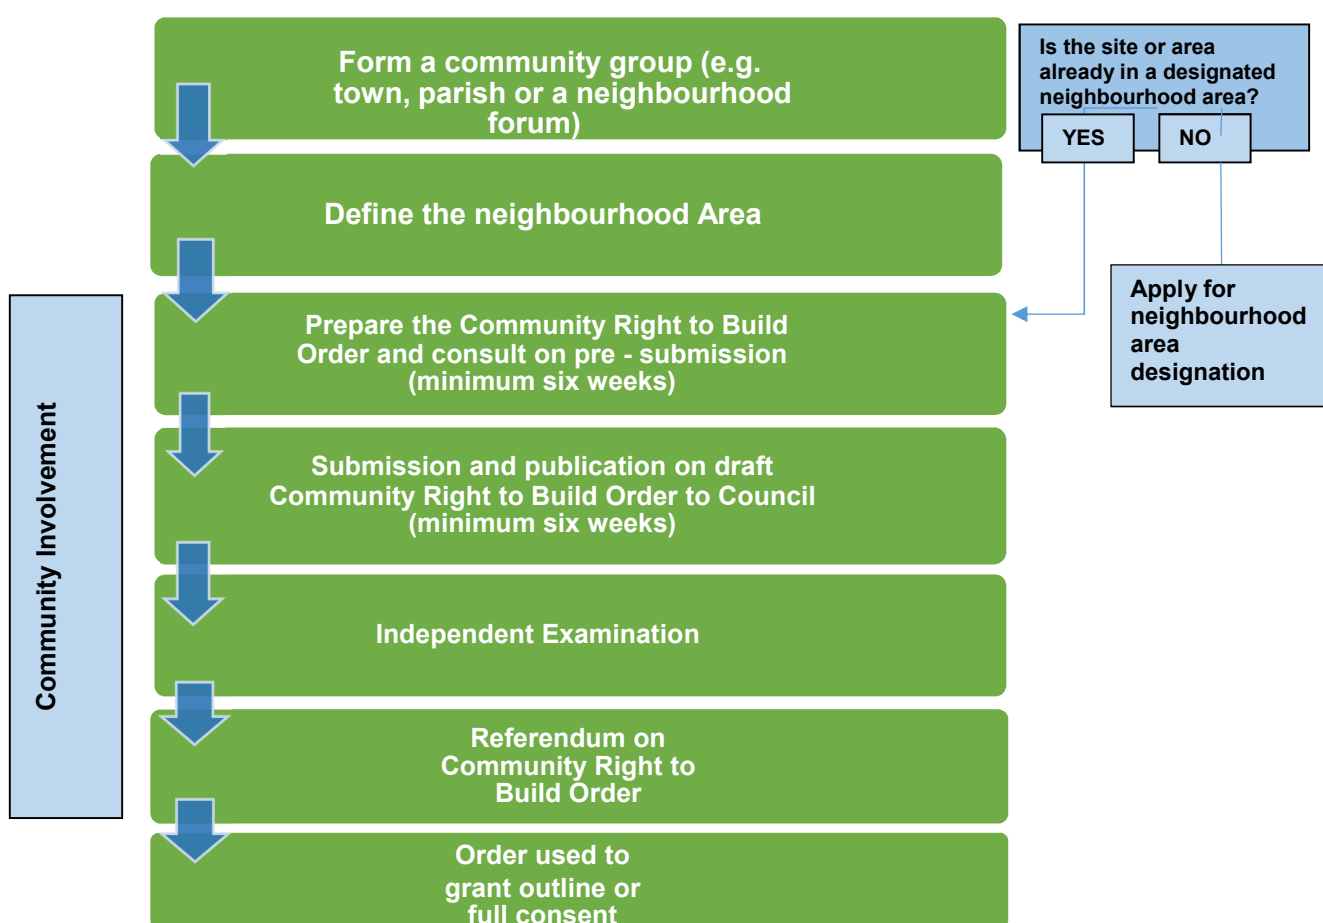 Form a community group (e.g.
town, parish or a neighbourhood
forum)
Is the site or area
already in a designated
neighbourhood area?
YES
NO
Define the neighbourhood Area
Apply for
neighbourhood
area
designation
Community Involvement
Prepare the Community Right to Build
Order and consult on pre - submission
(minimum six weeks)
Submission and publication on draft
Community Right to Build Order to Council
(minimum six weeks)
Independent Examination
Referendum on
Community Right to
Build Order
Order used to
grant outline or
full consent